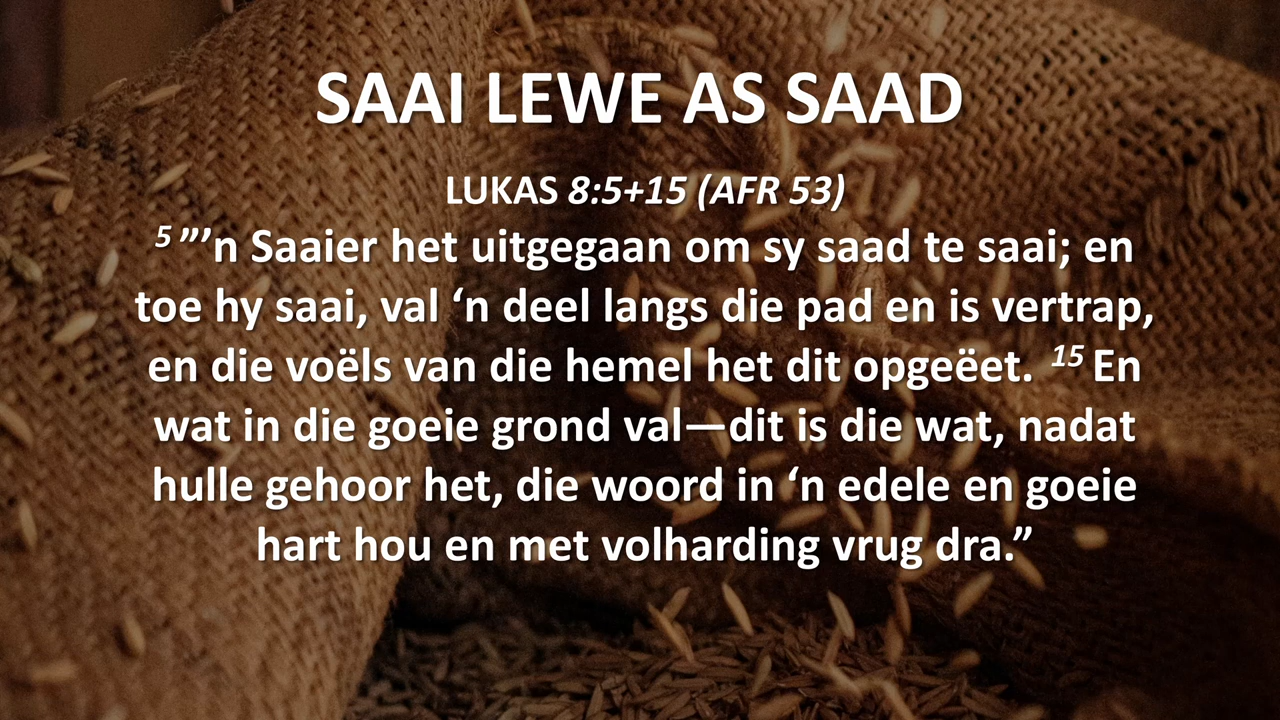 SAAI LEWE AS SAAD
LUKAS 8:5+15 (AFR 53)
5 ”’n Saaier het uitgegaan om sy saad te saai; en
toe hy saai, val ‘n deel langs die pad en is vertrap,
en die voëls van die hemel het dit opgeëet. 15 En
wat in die goeie grond val—dit is die wat, nadat
hulle gehoor het, die woord in ‘n edele en goeie
hart hou en met volharding vrug dra.”